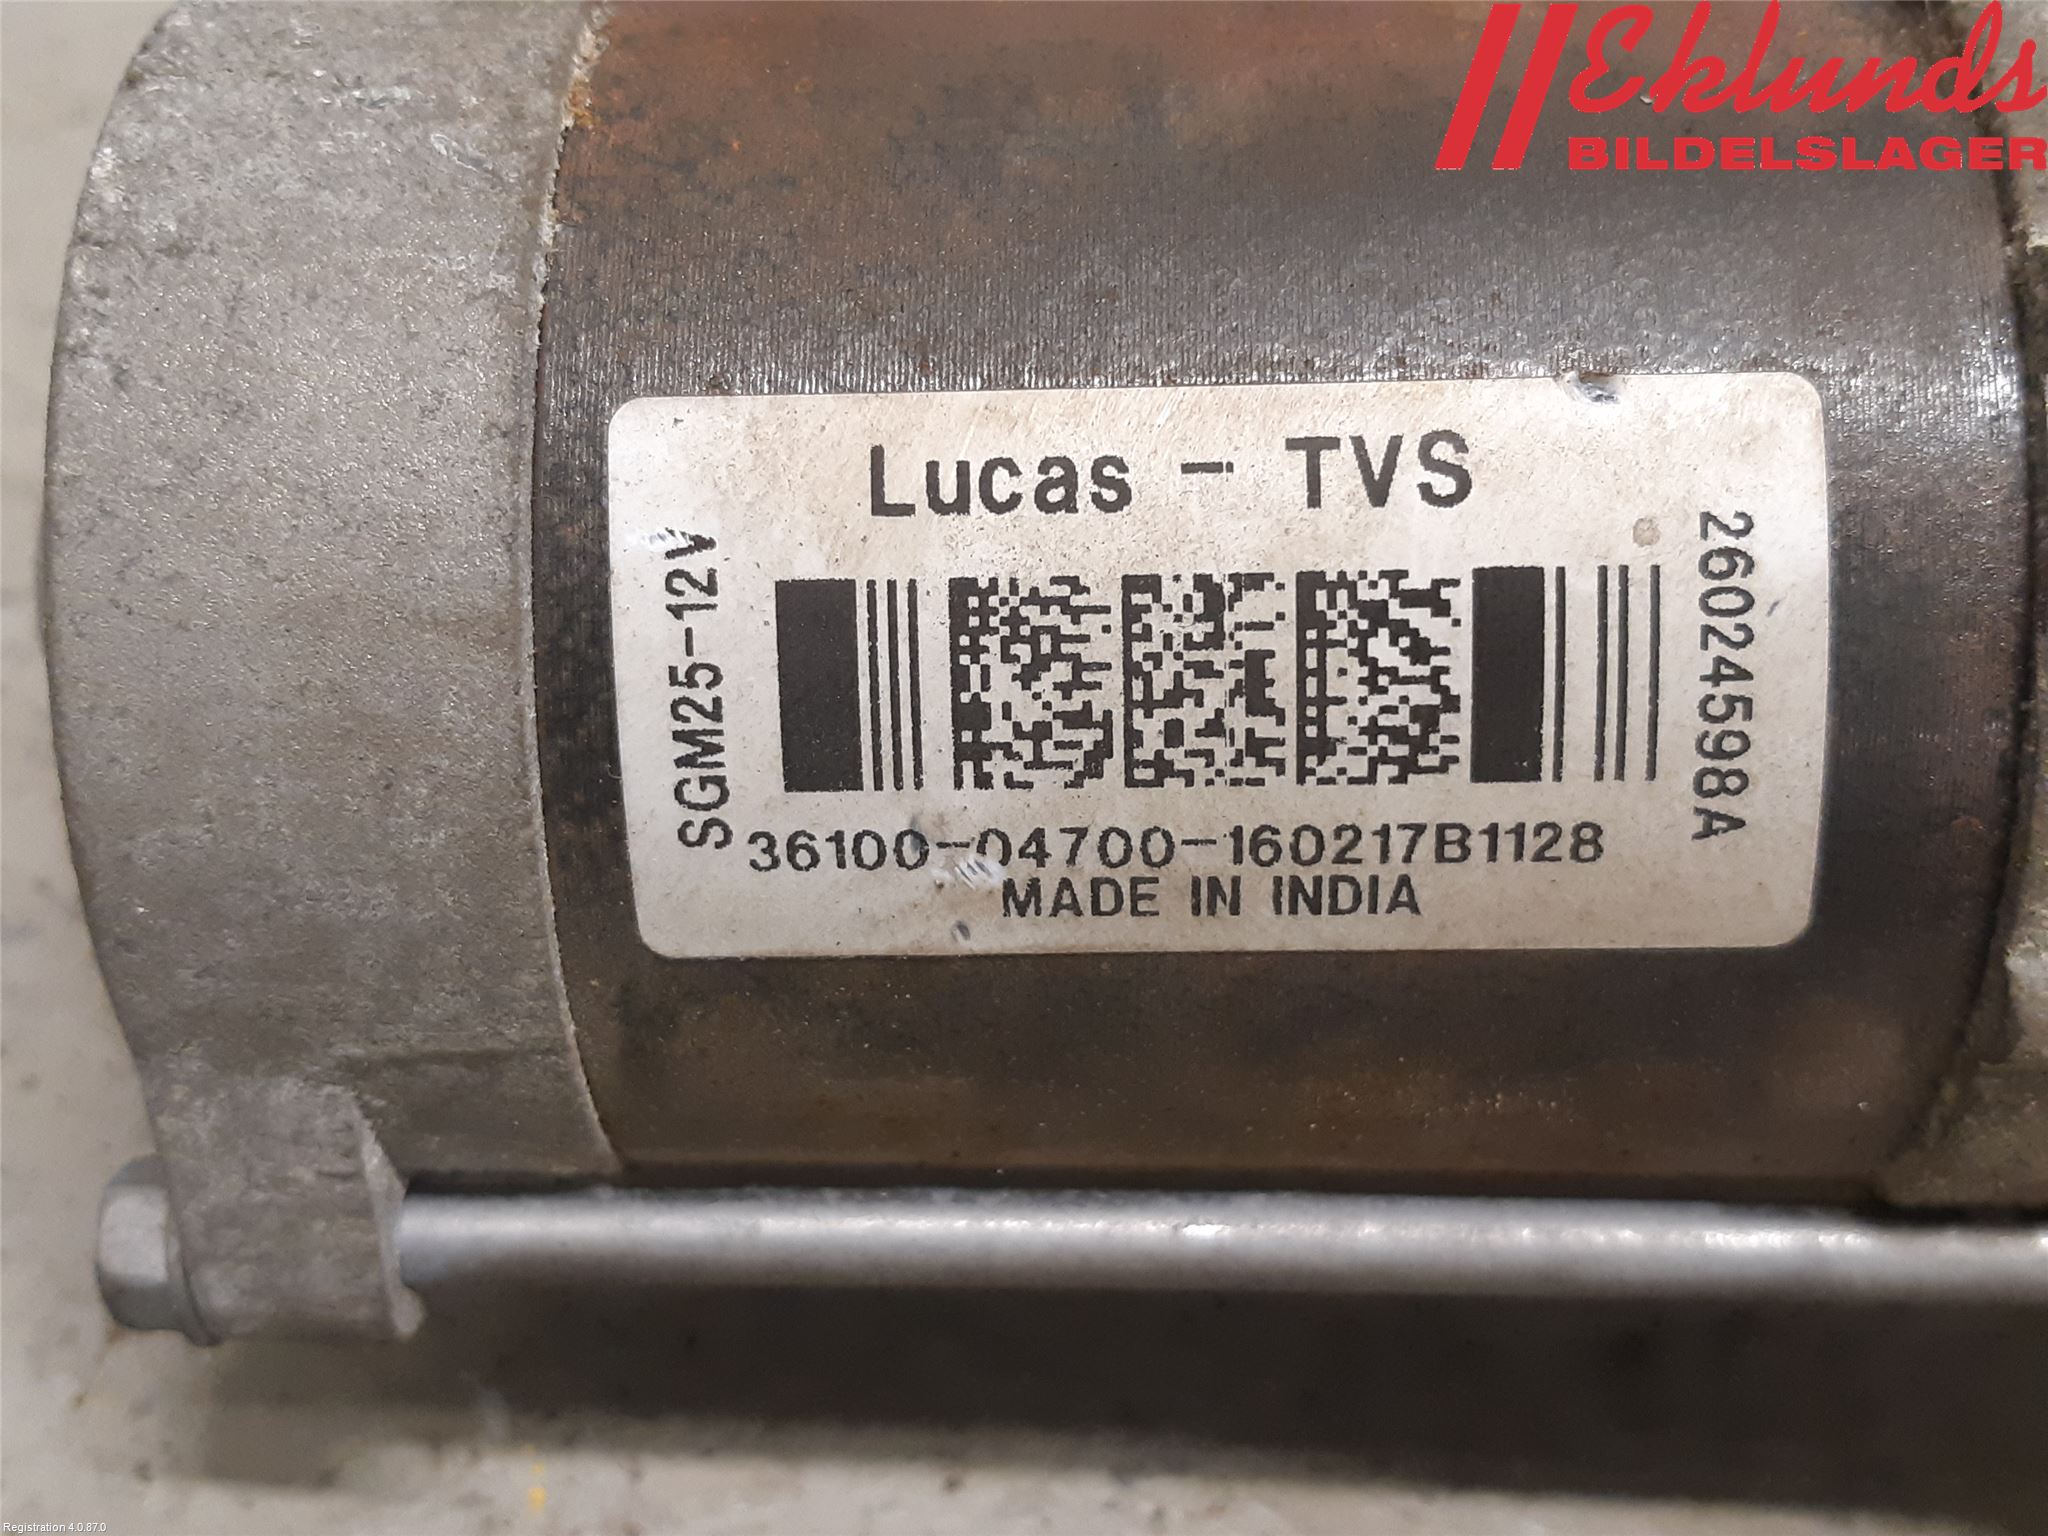 Eklunds
BILDELSLAGER
Lucas - TVS
SGM25-12V
26024598A
36100-04700-160217B1128
MADE IN INDIA
Registration 4.0.87.0